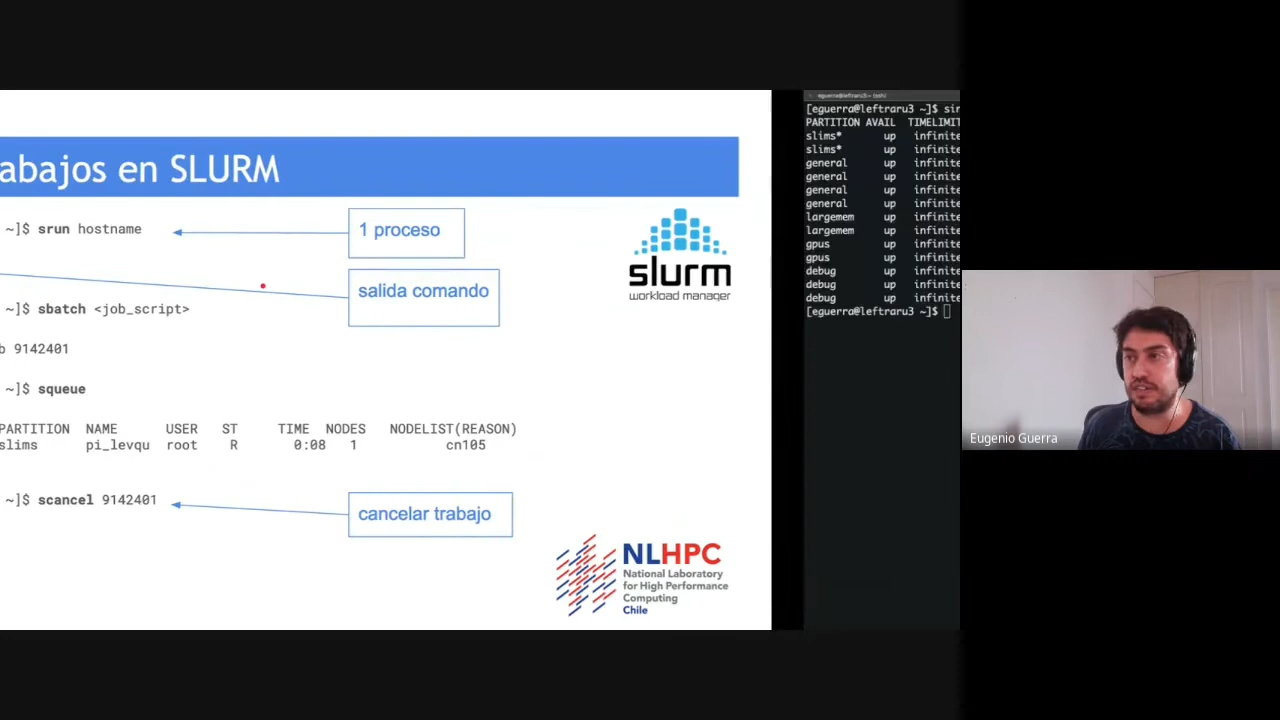 abajos en SLURM
~]$ srun hostname
1 proceso
salida comando
~]$ sbatch <job_script>
b 9142401
~]$ squeue
PARTITION NAME USER ST TIME NODES NODELIST(REASON)
slims pi_levqu root R 0:08 1 cn105
~]$ scancel 9142401
cancelar trabajo
slurm
workload manager
NLHPC
National Laboratory
for High Performance
Computing
Chile
eguerra@leftraru3:~ (ssh)
[eguerra@leftraru3 ~]$ sin
PARTITION AVAIL TIMELIMIT
slims* up infinite
slims* up infinite
general up infinite
general up infinite
general up infinite
general up infinite
largemem up infinite
largemem up infinite
gpus up infinite
gpus up infinite
debug up infinite
debug up infinite
debug up infinite
[eguerra@leftraru3 ~]$
Eugenio Guerra